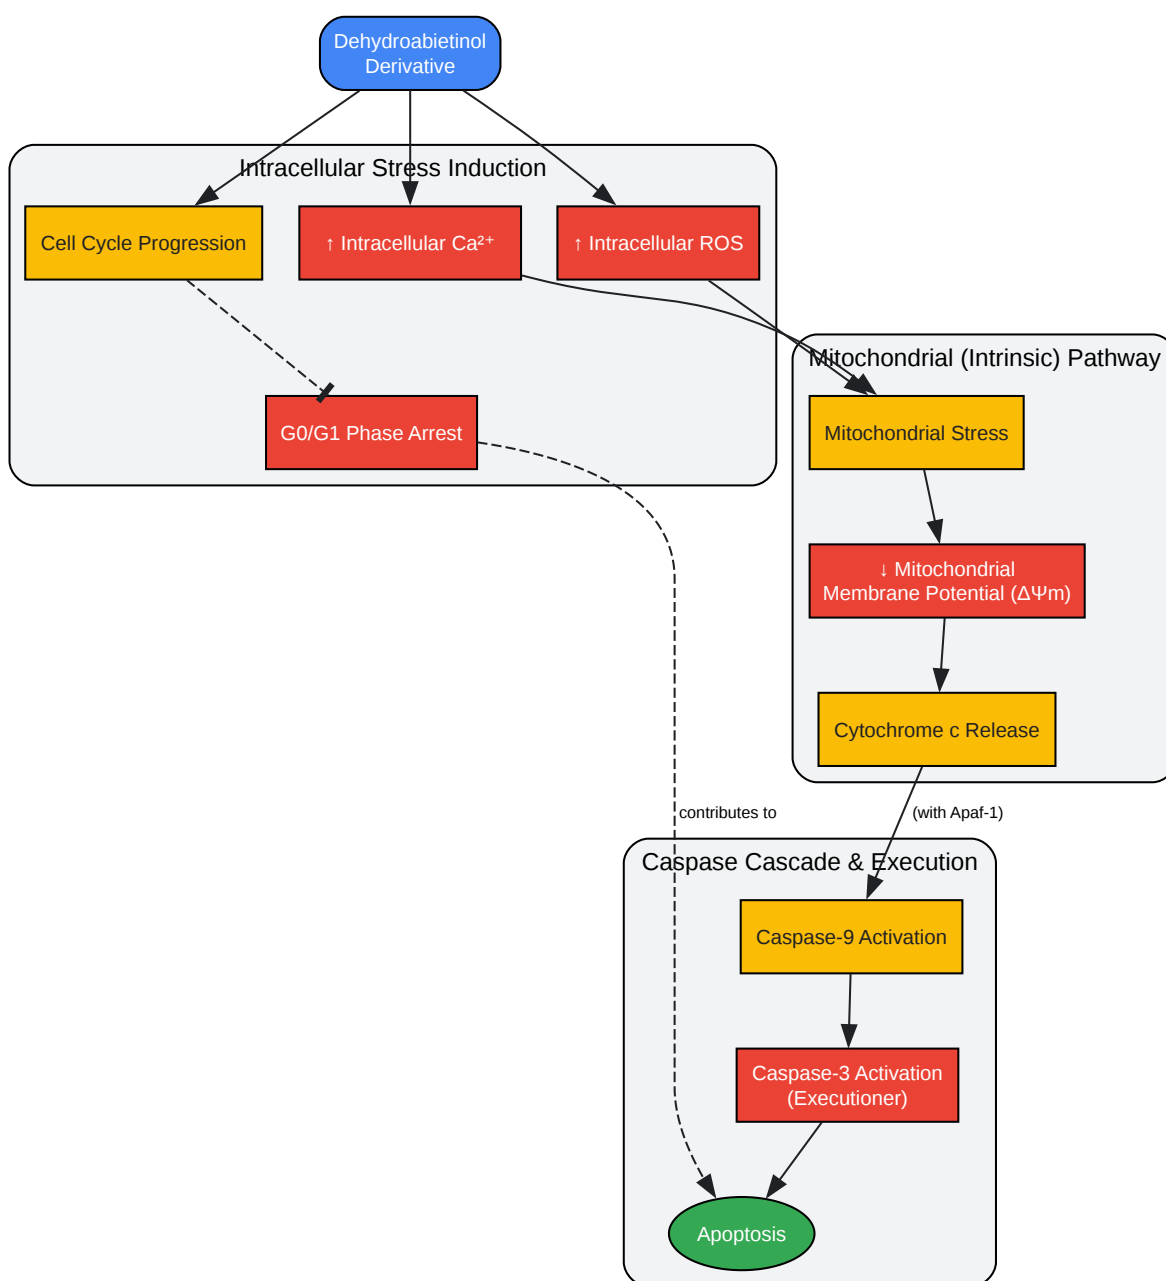 Dehydroabietinol
Derivative
Intracellular Stress Induction
Cell Cycle Progression
↑ Intracellular Ca²⁺
↑ Intracellular ROS
Mitochondrial (Intrinsic) Pathway
G0/G1 Phase Arrest
Mitochondrial Stress
↓ Mitochondrial
Membrane Potential (ΔΨm)
Cytochrome c Release
contributes to
(with Apaf-1)
Caspase Cascade & Execution
Caspase-9 Activation
Caspase-3 Activation
(Executioner)
Apoptosis